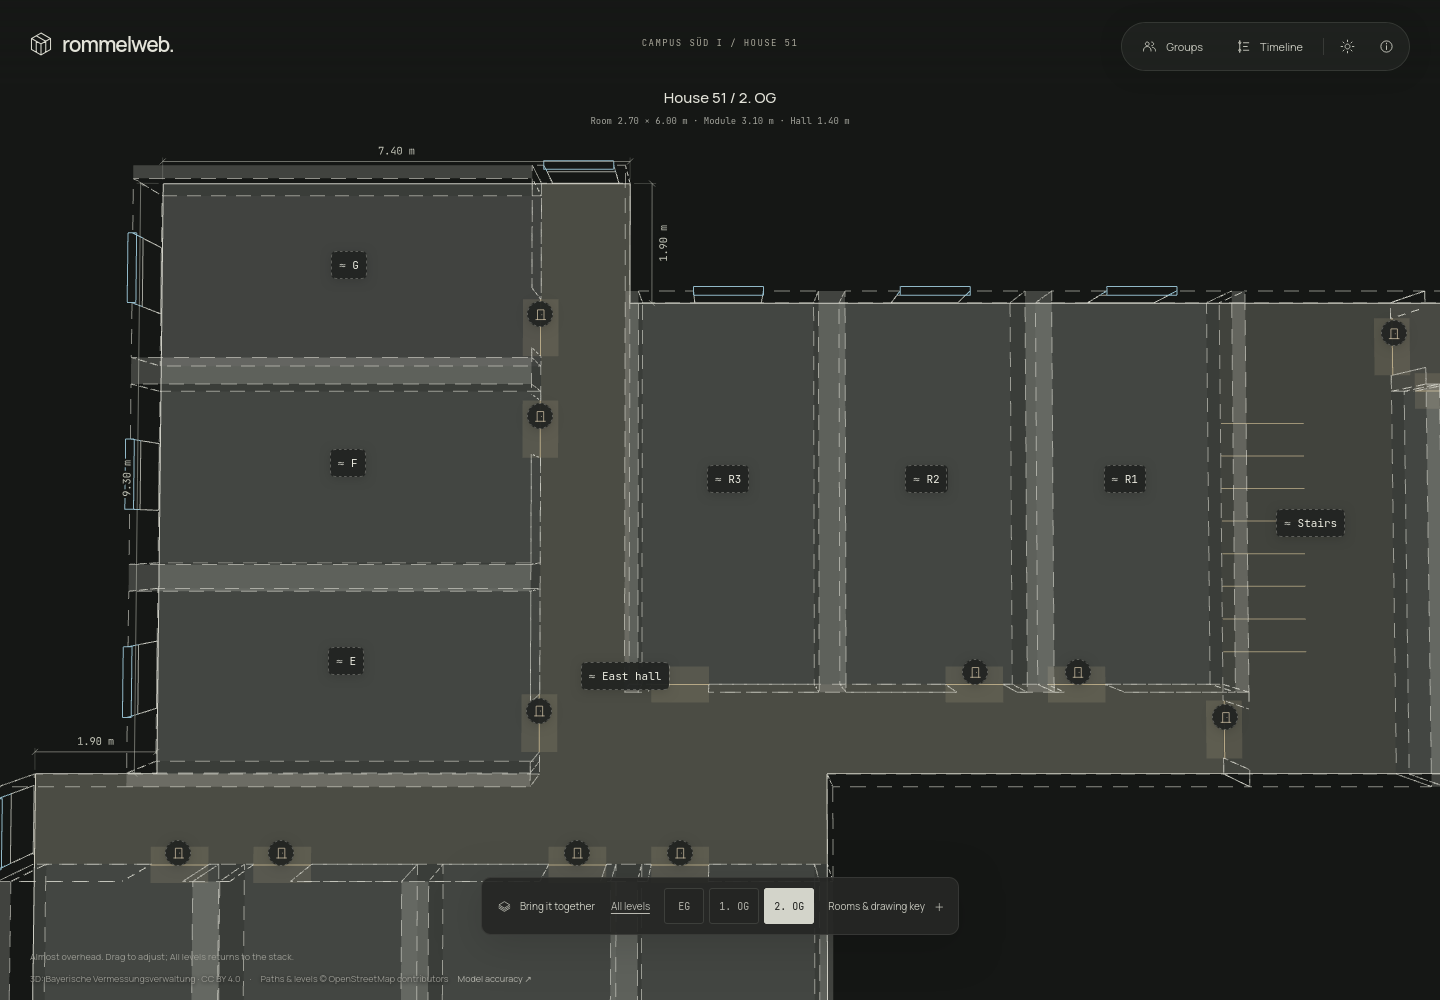 rommelweb.
CAMPUS SÜD I / HOUSE 51
Groups
Timeline
House 51 / 2. OG
Room 2.70 × 6.00 m · Module 3.10 m · Hall 1.40 m
7.40 m
1.90 m
≈ G
≈ F
9.30 m
≈ R3
≈ R2
≈ R1
≈ Stairs
≈ E
≈ East hall
1.90 m
Bring it together
All levels
EG
1. OG
2. OG
Rooms & drawing key +
Almost overhead. Drag to adjust; All levels returns to the stack.
3D: Bayerische Vermessungsverwaltung · CC BY 4.0 · Paths & levels © OpenStreetMap contributors Model accuracy ↗